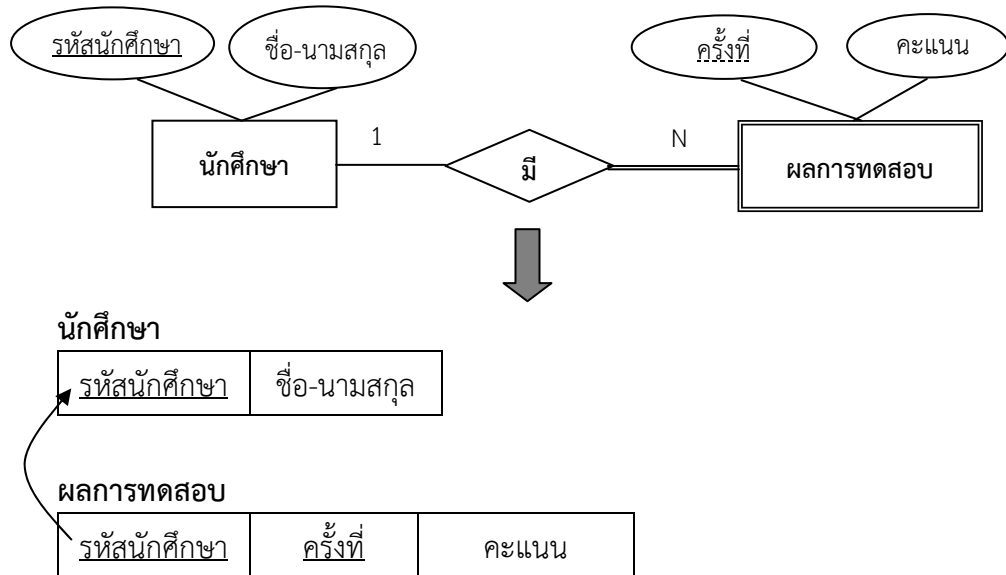 รหัสนักศึกษา ชื่อ-นามสกุล ครั้งที่ คะแนน
นักศึกษา 1 มี N ผลการทดสอบ
นักศึกษา
รหัสนักศึกษา ชื่อ-นามสกุล
ผลการทดสอบ
รหัสนักศึกษา ครั้งที่ คะแนน